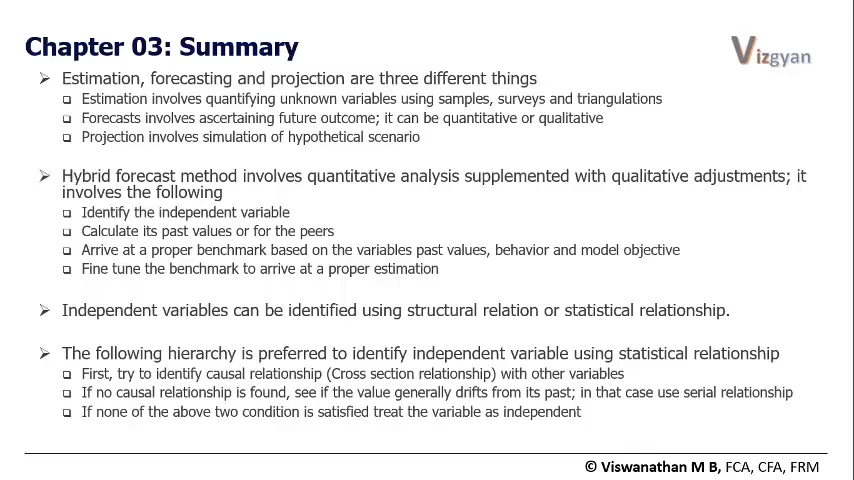 Chapter 03: Summary
Vizgyan
Estimation, forecasting and projection are three different things
Estimation involves quantifying unknown variables using samples, surveys and triangulations
Forecasts involves ascertaining future outcome; it can be quantitative or qualitative
Projection involves simulation of hypothetical scenario
Hybrid forecast method involves quantitative analysis supplemented with qualitative adjustments; it
involves the following
Identify the independent variable
Calculate its past values or for the peers
Arrive at a proper benchmark based on the variables past values, behavior and model objective
Fine tune the benchmark to arrive at a proper estimation
Independent variables can be identified using structural relation or statistical relationship.
The following hierarchy is preferred to identify independent variable using statistical relationship
First, try to identify causal relationship (Cross section relationship) with other variables
If no causal relationship is found, see if the value generally drifts from its past; in that case use serial relationship
If none of the above two condition is satisfied treat the variable as independent
© Viswanathan M B, FCA, CFA, FRM